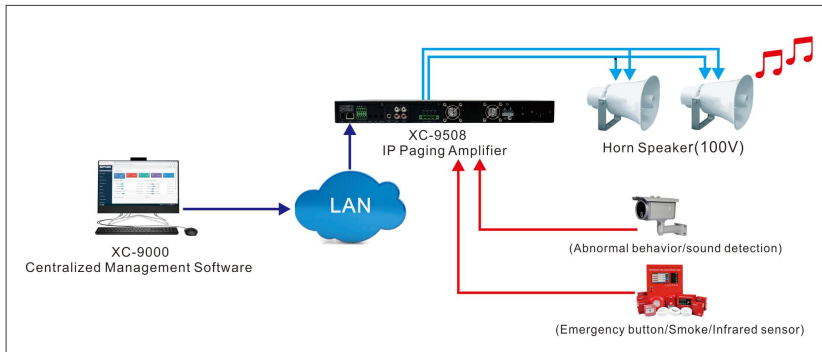 XC-9508
IP Paging Amplifier
Horn Speaker(100V)
LAN
XC-9000
Centralized Management Software
(Abnormal behavior/sound detection)
(Emergency button/Smoke/Infrared sensor)